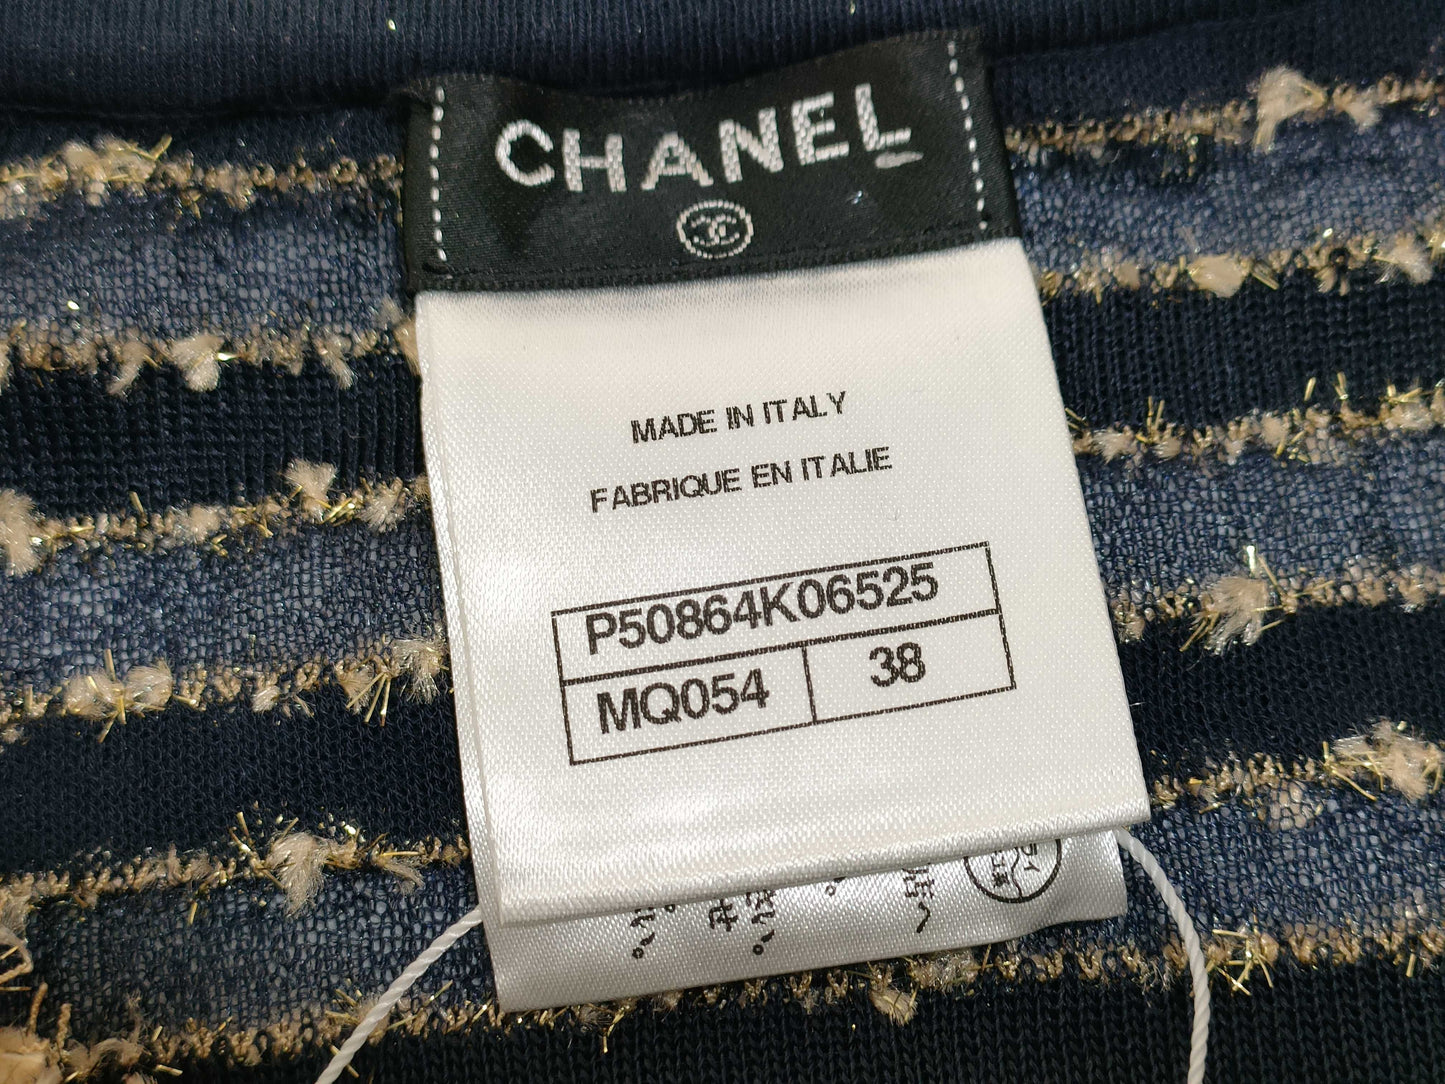 CHANEL
MADE IN ITALY
FABRIQUE EN ITALIE
P50864K06525
MQ054 38